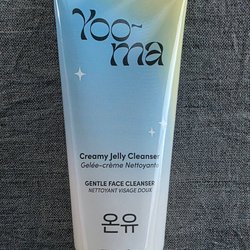 Yoo~
ma
Creamy Jelly Cleanser
Gelée-crème Nettoyante
GENTLE FACE CLEANSER
NETTOYANT VISAGE DOUX
온유